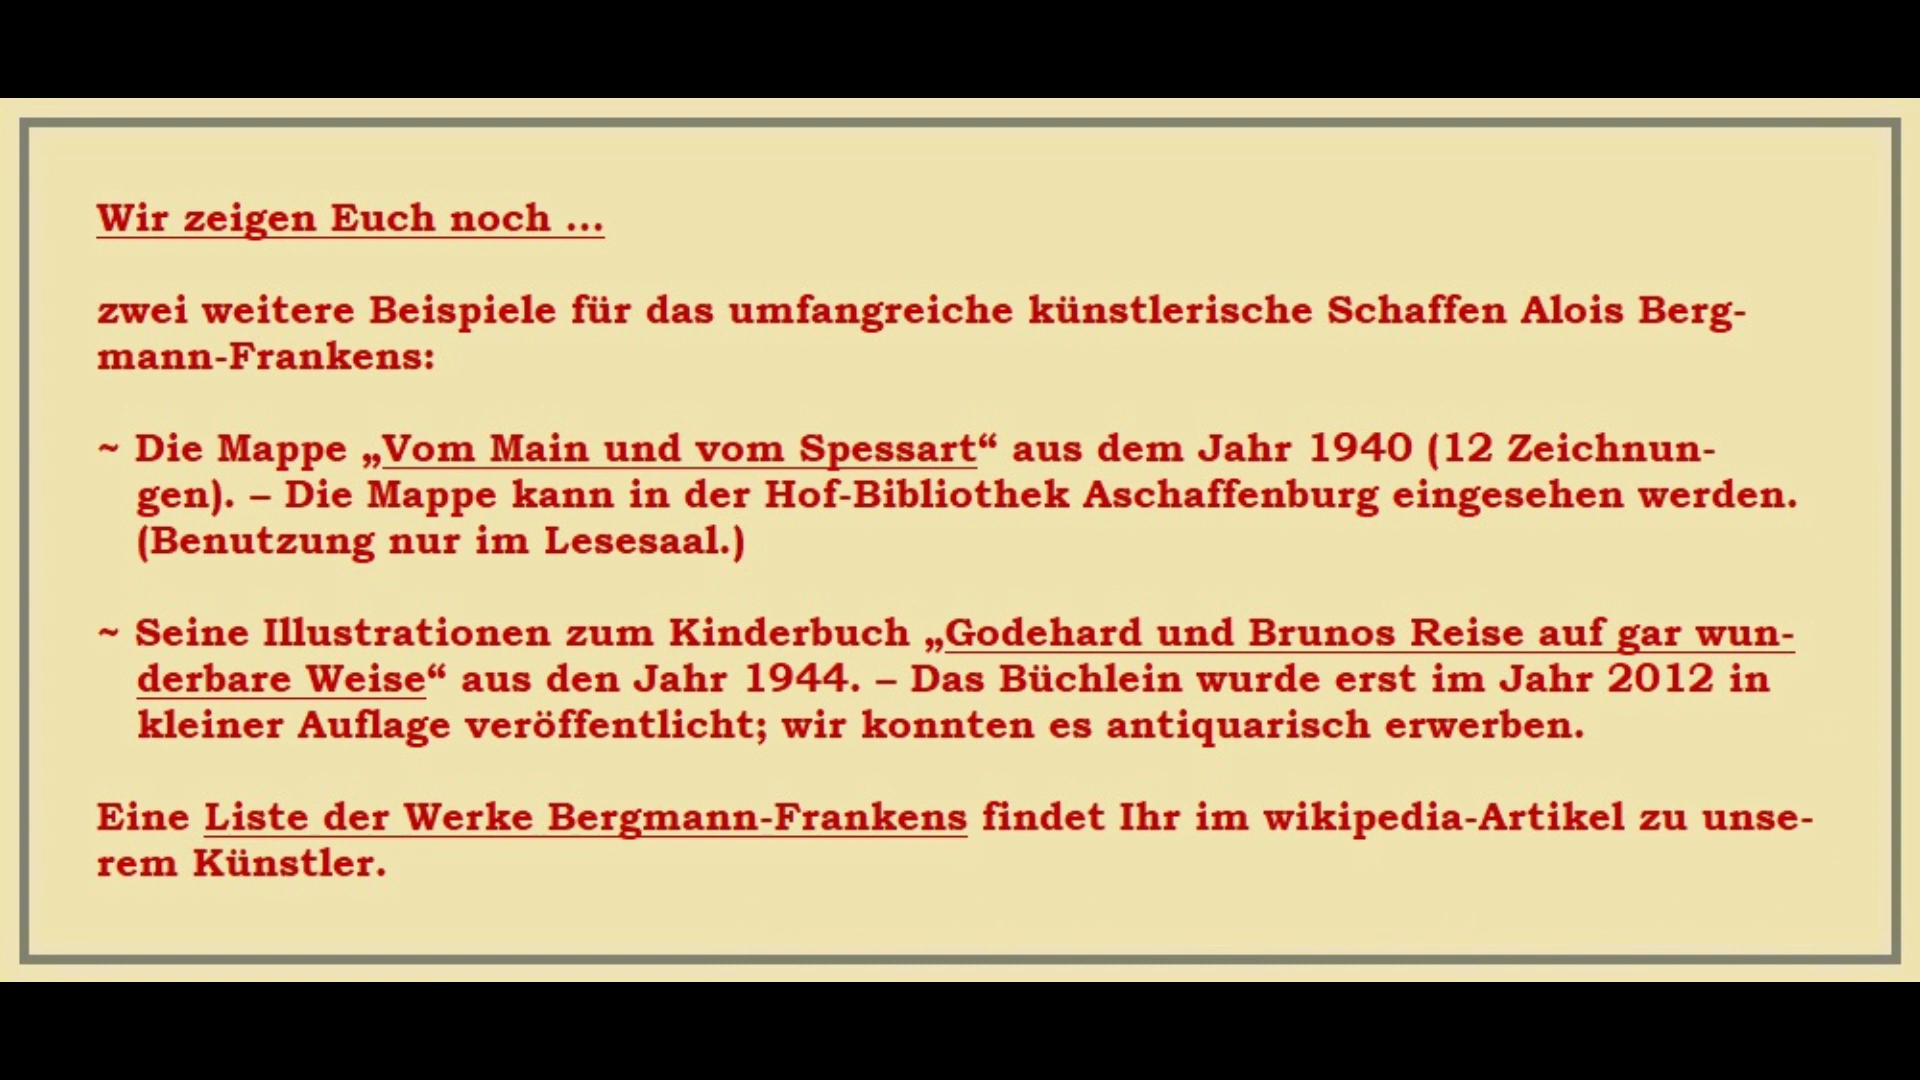 Wir zeigen Euch noch ...
zwei weitere Beispiele für das umfangreiche künstlerische Schaffen Alois Berg-
mann-Frankens:
~ Die Mappe „Vom Main und vom Spessart“ aus dem Jahr 1940 (12 Zeichnun-
gen). – Die Mappe kann in der Hof-Bibliothek Aschaffenburg eingesehen werden.
(Benutzung nur im Lesesaal.)
~ Seine Illustrationen zum Kinderbuch „Godehard und Brunos Reise auf gar wun-
derbare Weise“ aus den Jahr 1944. – Das Büchlein wurde erst im Jahr 2012 in
kleiner Auflage veröffentlicht; wir konnten es antiquarisch erwerben.
Eine Liste der Werke Bergmann-Frankens findet Ihr im wikipedia-Artikel zu unse-
rem Künstler.